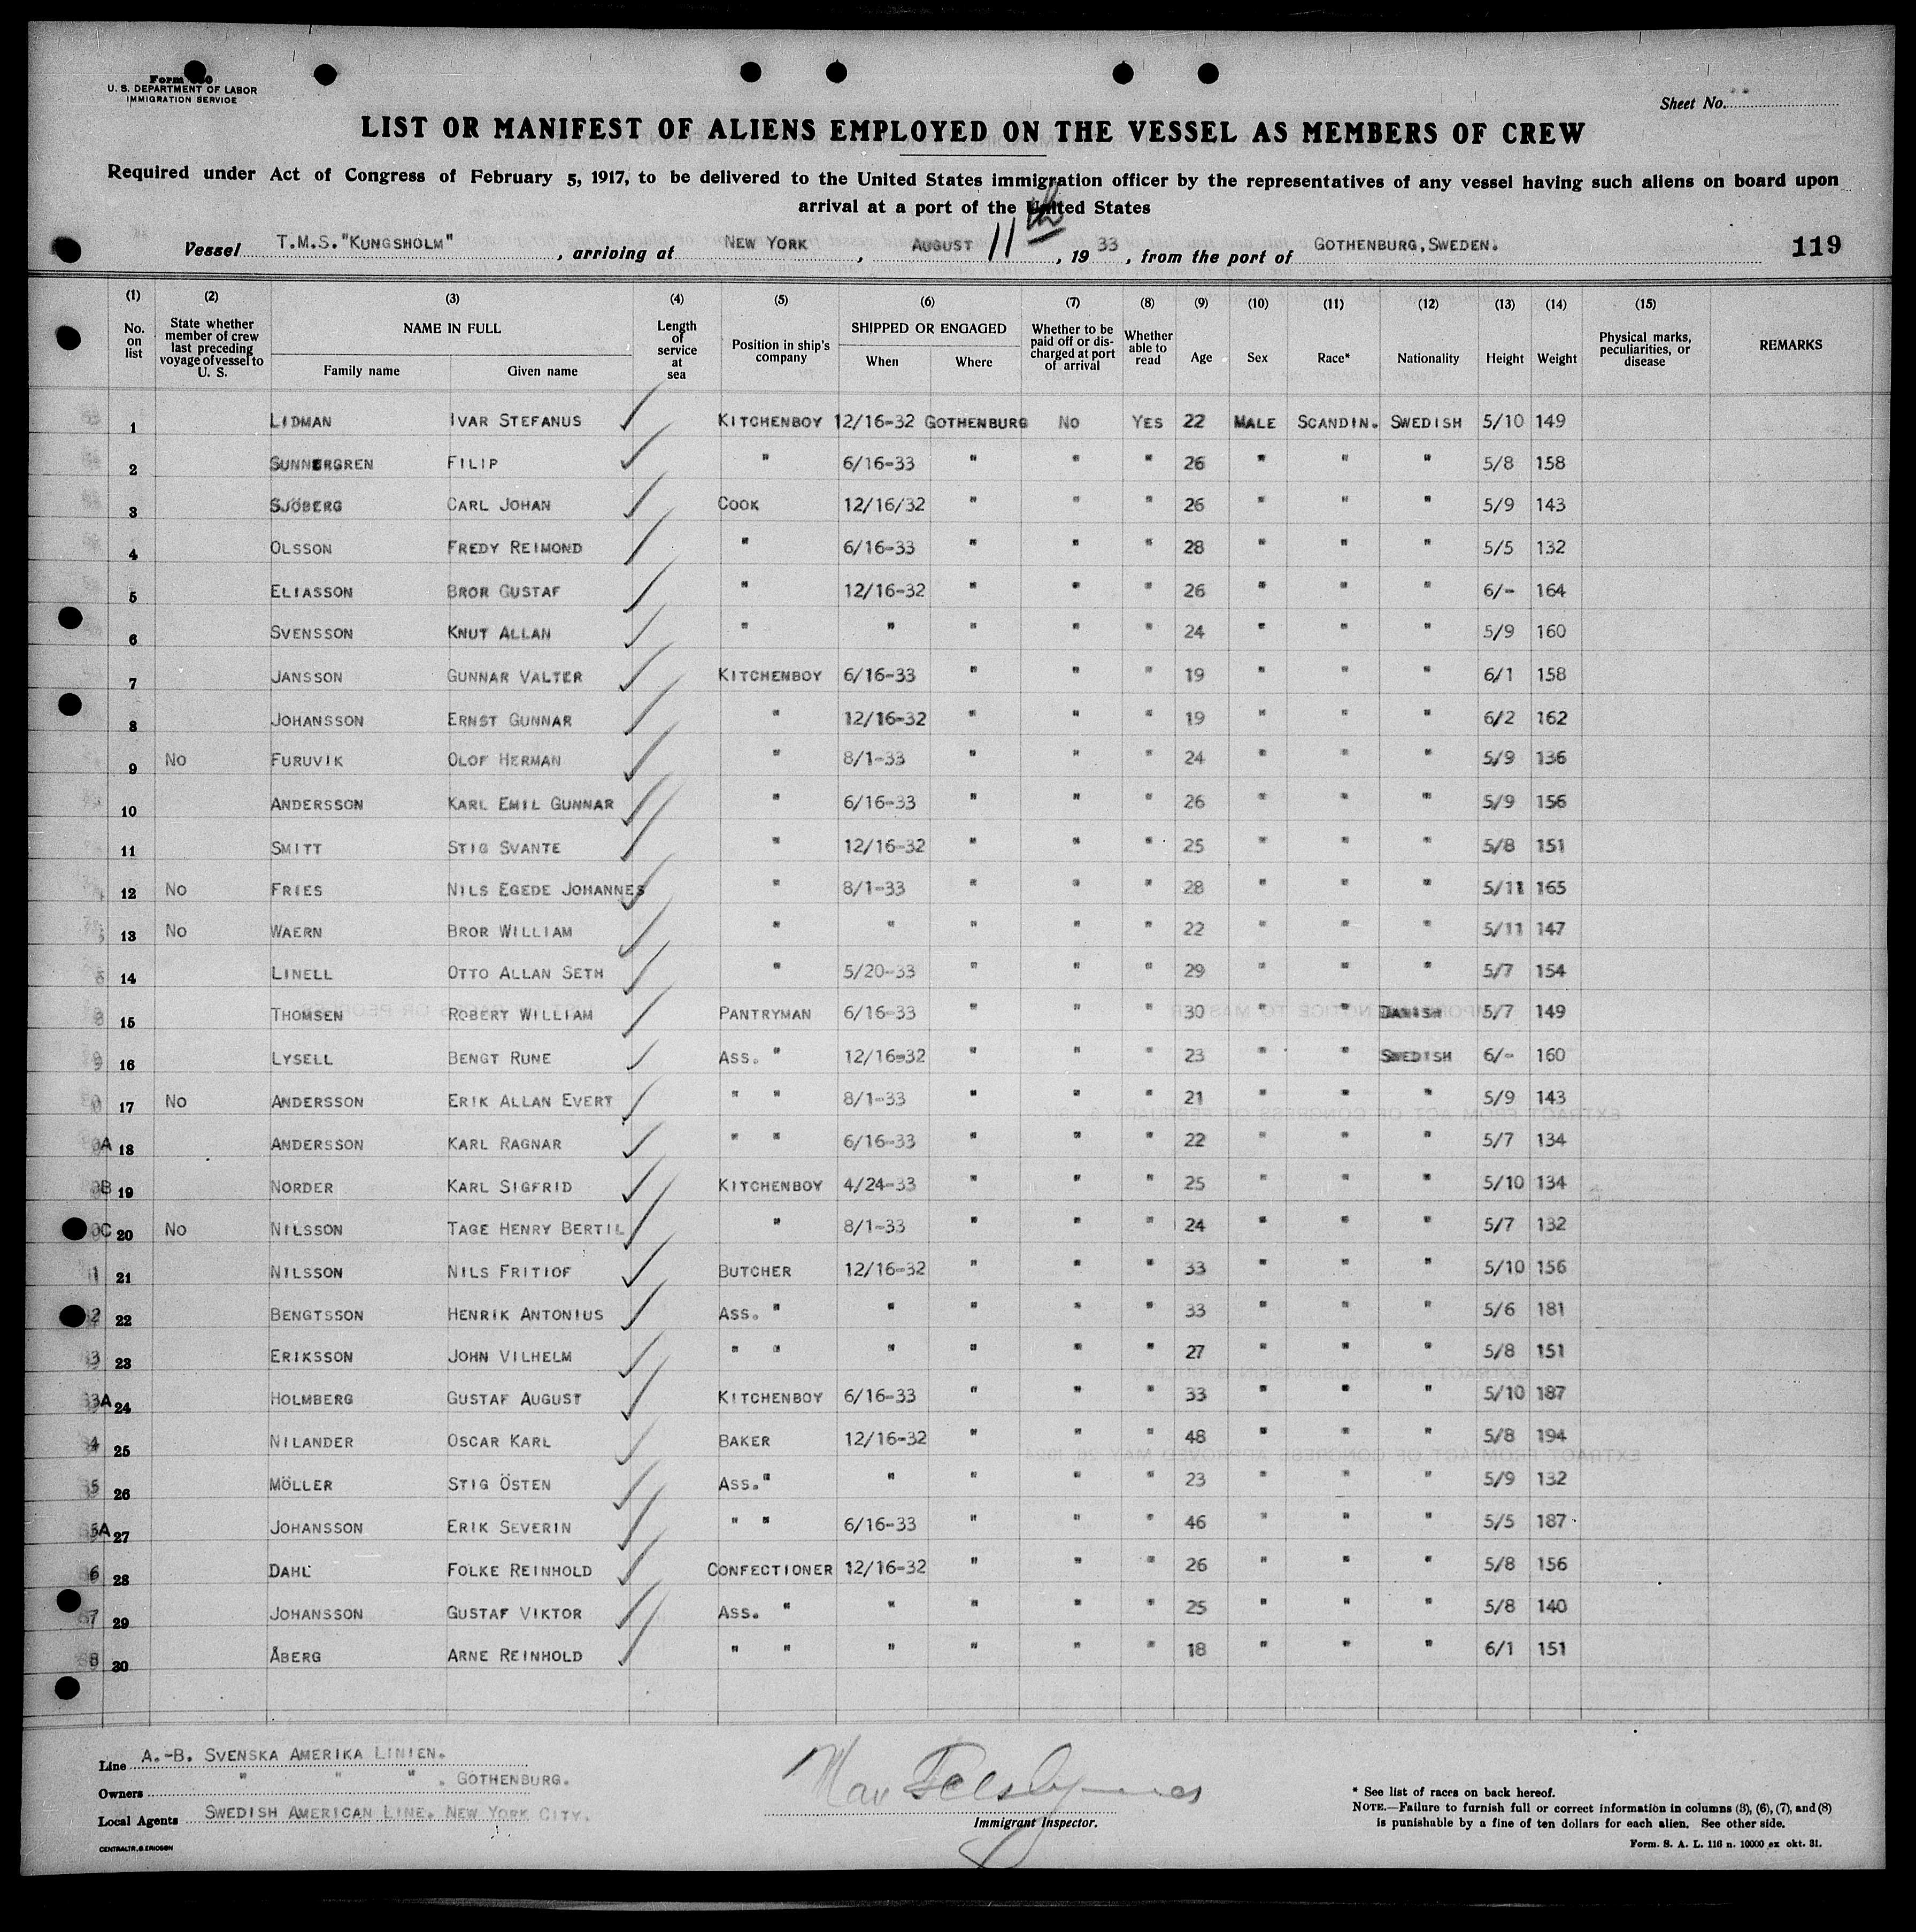 U. S. DEPARTMENT OF LABOR
IMMIGRATION SERVICE
Sheet No.
LIST OR MANIFEST OF ALIENS EMPLOYED ON THE VESSEL AS MEMBERS OF CREW
Required under Act of Congress of February 5, 1917, to be delivered to the United States immigration officer by the representatives of any vessel having such aliens on board upon
arrival at a port of the United States
Vessel T.M.S."KUNGSHOLM", arriving at NEW YORK, AUGUST 11th, 1933, from the port of GOTHENBURG, SWEDEN. 119
(1) (2) (3) (4) (5) (6) (7) (8) (9) (10) (11) (12) (13) (14) (15)
No. on list
State whether member of crew last preceding voyage of vessel to U. S.
NAME IN FULL
Family name Given name
Length of service at sea
Position in ship's company
SHIPPED OR ENGAGED
When Where
Whether to be paid off or discharged at port of arrival
Whether able to read
Age Sex Race* Nationality Height Weight
Physical marks, peculiarities, or disease
REMARKS
1 LIDMAN IVAR STEFANUS KITCHENBOY 12/16-32 GOTHENBURG NO YES 22 MALE SCANDIN. SWEDISH 5/10 149
2 SUNNERGREN FILIP " 6/16-33 " " " 26 " " " 5/8 158
3 SJÖBERG CARL JOHAN COOK 12/16/32 " " " 26 " " " 5/9 143
4 OLSSON FREDY REIMOND " 6/16-33 " " " 28 " " " 5/5 132
5 ELIASSON BROR GUSTAF " 12/16-32 " " " 26 " " " 6/- 164
6 SVENSSON KNUT ALLAN " " " " " 24 " " " 5/9 160
7 JANSSON GUNNAR VALTER KITCHENBOY 6/16-33 " " " 19 " " " 6/1 158
8 JOHANSSON ERNST GUNNAR " 12/16-32 " " " 19 " " " 6/2 162
9 NO FURUVIK OLOF HERMAN " 8/1-33 " " " 24 " " " 5/9 136
10 ANDERSSON KARL EMIL GUNNAR " 6/16-33 " " " 26 " " " 5/9 156
11 SMITT STIG SVANTE " 12/16-32 " " " 25 " " " 5/8 151
12 NO FRIES NILS EGEDE JOHANNES " 8/1-33 " " " 28 " " " 5/11 165
13 NO WAERN BROR WILLIAM " " " " " 22 " " " 5/11 147
14 LINELL OTTO ALLAN SETH " 5/20-33 " " " 29 " " " 5/7 154
15 THOMSEN ROBERT WILLIAM PANTRYMAN 6/16-33 " " " 30 " " DANISH 5/7 149
16 LYSELL BENGT RUNE ASS. " 12/16-32 " " " 23 " " SWEDISH 6/- 160
17 NO ANDERSSON ERIK ALLAN EVERT " " 8/1-33 " " " 21 " " " 5/9 143
A 18 ANDERSSON KARL RAGNAR " " 6/16-33 " " " 22 " " " 5/7 134
B 19 NORDER KARL SIGFRID KITCHENBOY 4/24-33 " " " 25 " " " 5/10 134
C 20 NO NILSSON TAGE HENRY BERTIL " 8/1-33 " " " 24 " " " 5/7 132
21 NILSSON NILS FRITIOF BUTCHER 12/16-32 " " " 33 " " " 5/10 156
22 BENGTSSON HENRIK ANTONIUS ASS. " " " " " 33 " " " 5/6 181
23 ERIKSSON JOHN VILHELM " " " " " " 27 " " " 5/8 151
A 24 HOLMBERG GUSTAF AUGUST KITCHENBOY 6/16-33 " " " 33 " " " 5/10 187
25 NILANDER OSCAR KARL BAKER 12/16-32 " " " 48 " " " 5/8 194
26 MÖLLER STIG ÖSTEN ASS. " " " " " 23 " " " 5/9 132
A 27 JOHANSSON ERIK SEVERIN " " 6/16-33 " " " 46 " " " 5/5 187
28 DAHL FOLKE REINHOLD CONFECTIONER 12/16-32 " " " 26 " " " 5/8 156
29 JOHANSSON GUSTAF VIKTOR ASS. " " " " " 25 " " " 5/8 140
30 ÅBERG ARNE REINHOLD " " " " " " 18 " " " 6/1 151
Line A.-B. SVENSKA AMERIKA LINIEN.
Owners " " " . GOTHENBURG.
Local Agents SWEDISH AMERICAN LINE. NEW YORK CITY.
Immigrant Inspector.
* See list of races on back hereof.
NOTE.—Failure to furnish full or correct information in columns (3), (6), (7), and (8)
is punishable by a fine of ten dollars for each alien. See other side.
Form. S. A. L. 116 n. 10000 ex okt. 31.
CENTRALTR. G. ERICSON